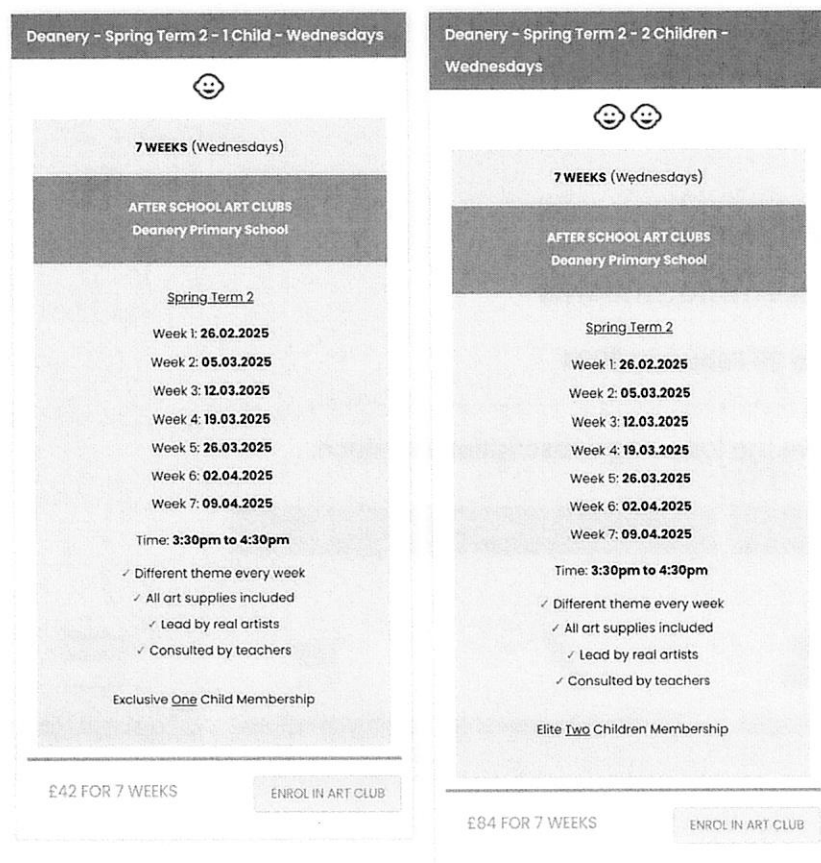 Deanery - Spring Term 2 - 1 Child - Wednesdays
7 WEEKS (Wednesdays)
AFTER SCHOOL ART CLUBS
Deanery Primary School
Spring Term 2
Week 1: 26.02.2025
Week 2: 05.03.2025
Week 3: 12.03.2025
Week 4: 19.03.2025
Week 5: 26.03.2025
Week 6: 02.04.2025
Week 7: 09.04.2025
Time: 3:30pm to 4:30pm
✓ Different theme every week
✓ All art supplies included
✓ Lead by real artists
✓ Consulted by teachers
Exclusive One Child Membership
£42 FOR 7 WEEKS
ENROL IN ART CLUB
Deanery - Spring Term 2 - 2 Children -
Wednesdays
7 WEEKS (Wednesdays)
AFTER SCHOOL ART CLUBS
Deanery Primary School
Spring Term 2
Week 1: 26.02.2025
Week 2: 05.03.2025
Week 3: 12.03.2025
Week 4: 19.03.2025
Week 5: 26.03.2025
Week 6: 02.04.2025
Week 7: 09.04.2025
Time: 3:30pm to 4:30pm
✓ Different theme every week
✓ All art supplies included
✓ Lead by real artists
✓ Consulted by teachers
Elite Two Children Membership
£84 FOR 7 WEEKS
ENROL IN ART CLUB